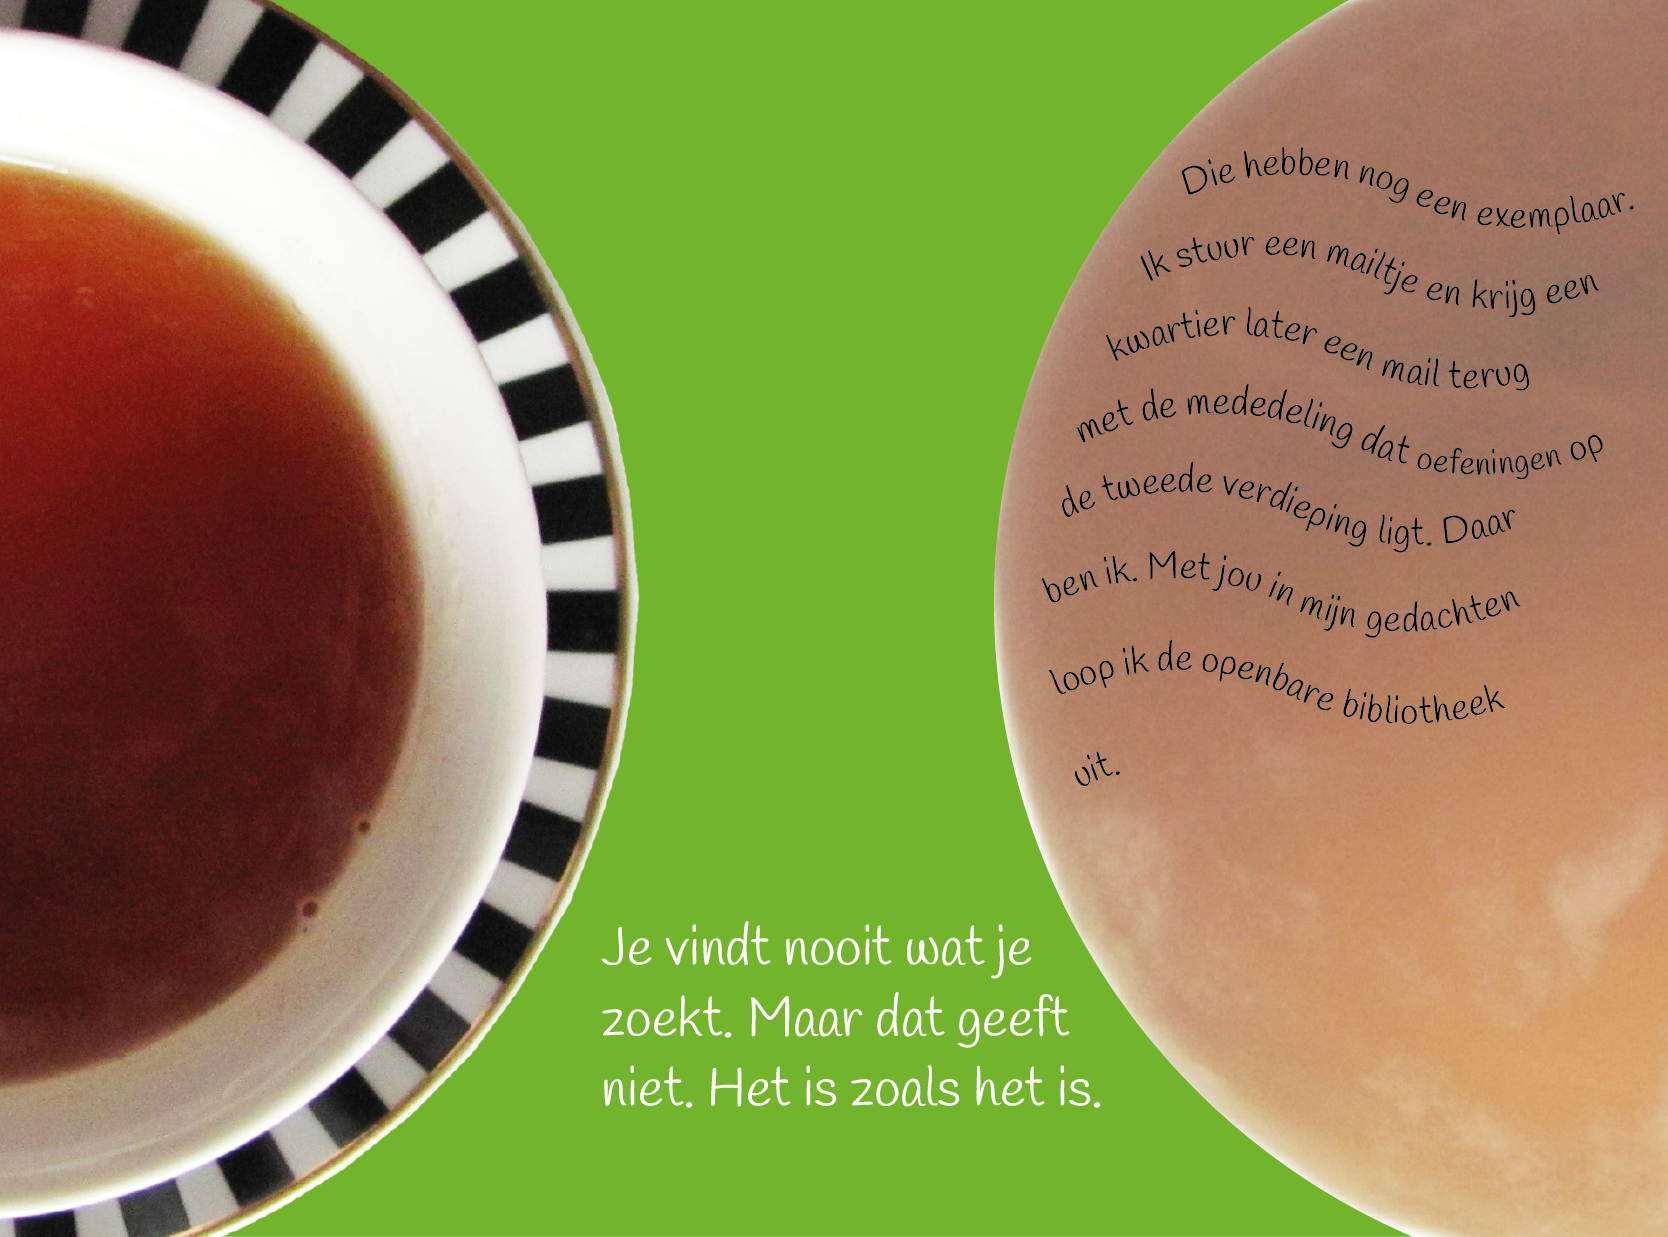 Die hebben nog een exemplaar.
Ik stuur een mailtje en krijg een
kwartier later een mail terug
met de mededeling dat oefeningen op
de tweede verdieping ligt. Daar
ben ik. Met jou in mijn gedachten
loop ik de openbare bibliotheek
uit.
Je vindt nooit wat je
zoekt. Maar dat geeft
niet. Het is zoals het is.